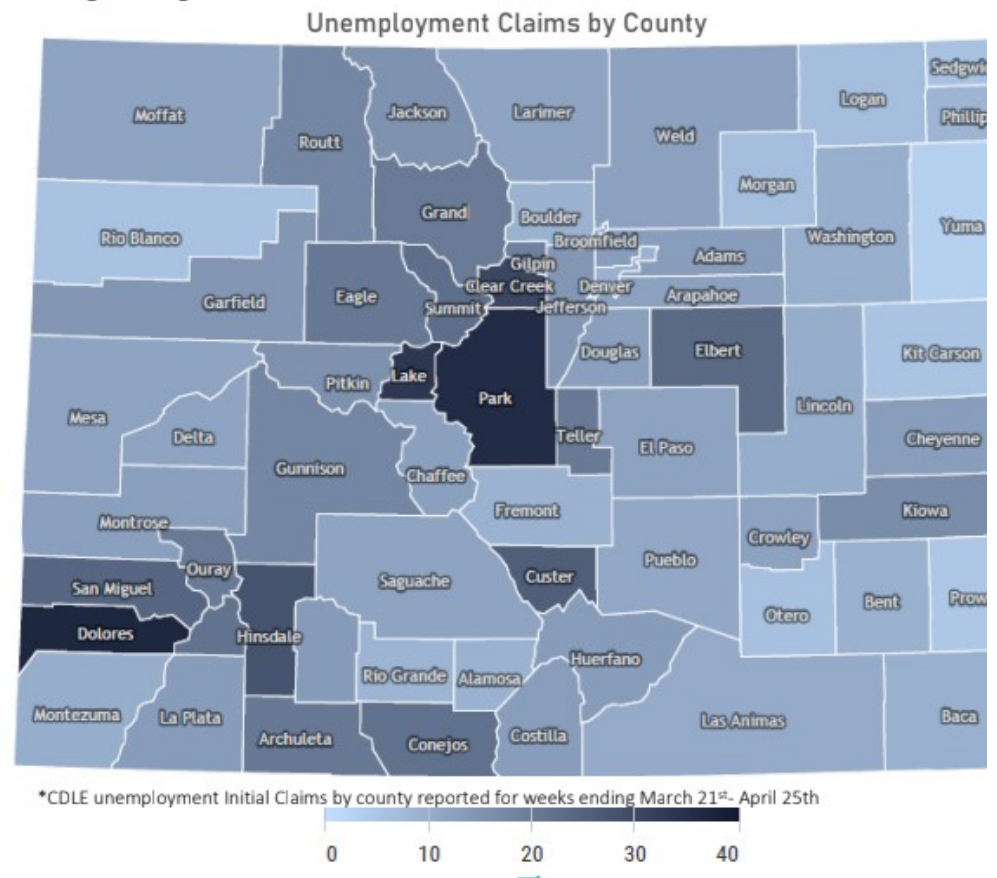 Unemployment Claims by County
Sedgwic
Logan
Moffat
Jackson
Larimer
Phillip
Weld
Routt
Morgan
Grand
Boulder
Yuma
Rio Blanco
Broomfield
Washington
Adams
Gilpin
Clear Creek
Denver
Arapahoe
Garfield
Eagle
Summit
Jefferson
Douglas
Elbert
Kit Carson
Lake
Pitkin
Park
Lincoln
Mesa
Delta
Teller
El Paso
Cheyenne
Gunnison
Chaffee
Fremont
Kiowa
Montrose
Crowley
Ouray
Pueblo
San Miguel
Saguache
Custer
Otero
Bent
Prow
Dolores
Hinsdale
Huerfano
Rio Grande
Alamosa
Montezuma
La Plata
Las Animas
Baca
Archuleta
Conejos
Costilla
*CDLE unemployment Initial Claims by county reported for weeks ending March 21st- April 25th
0 10 20 30 40